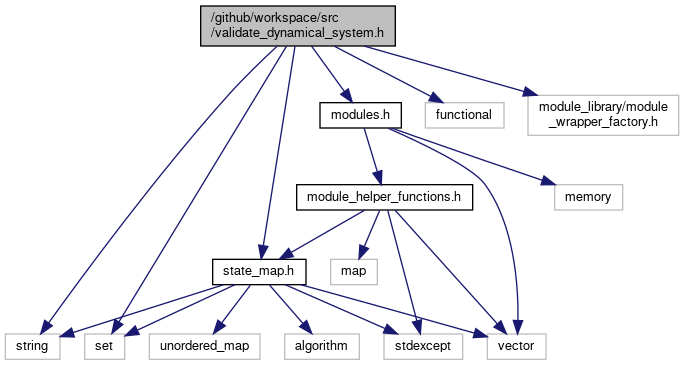 /github/workspace/src
/validate_dynamical_system.h
modules.h
functional
module_library/module
_wrapper_factory.h
module_helper_functions.h
memory
state_map.h
map
string
set
unordered_map
algorithm
stdexcept
vector